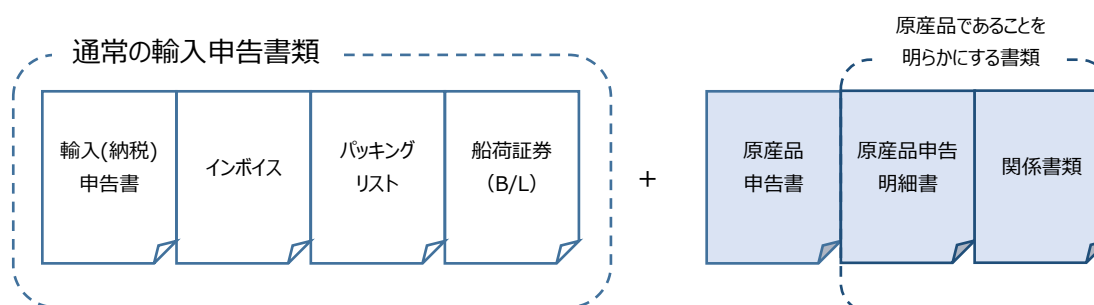 通常の輸入申告書類
輸入(納税)
申告書
インボイス
パッキング
リスト
船荷証券
（B/L）
+
原産品であることを
明らかにする書類
原産品
申告書
原産品申告
明細書
関係書類